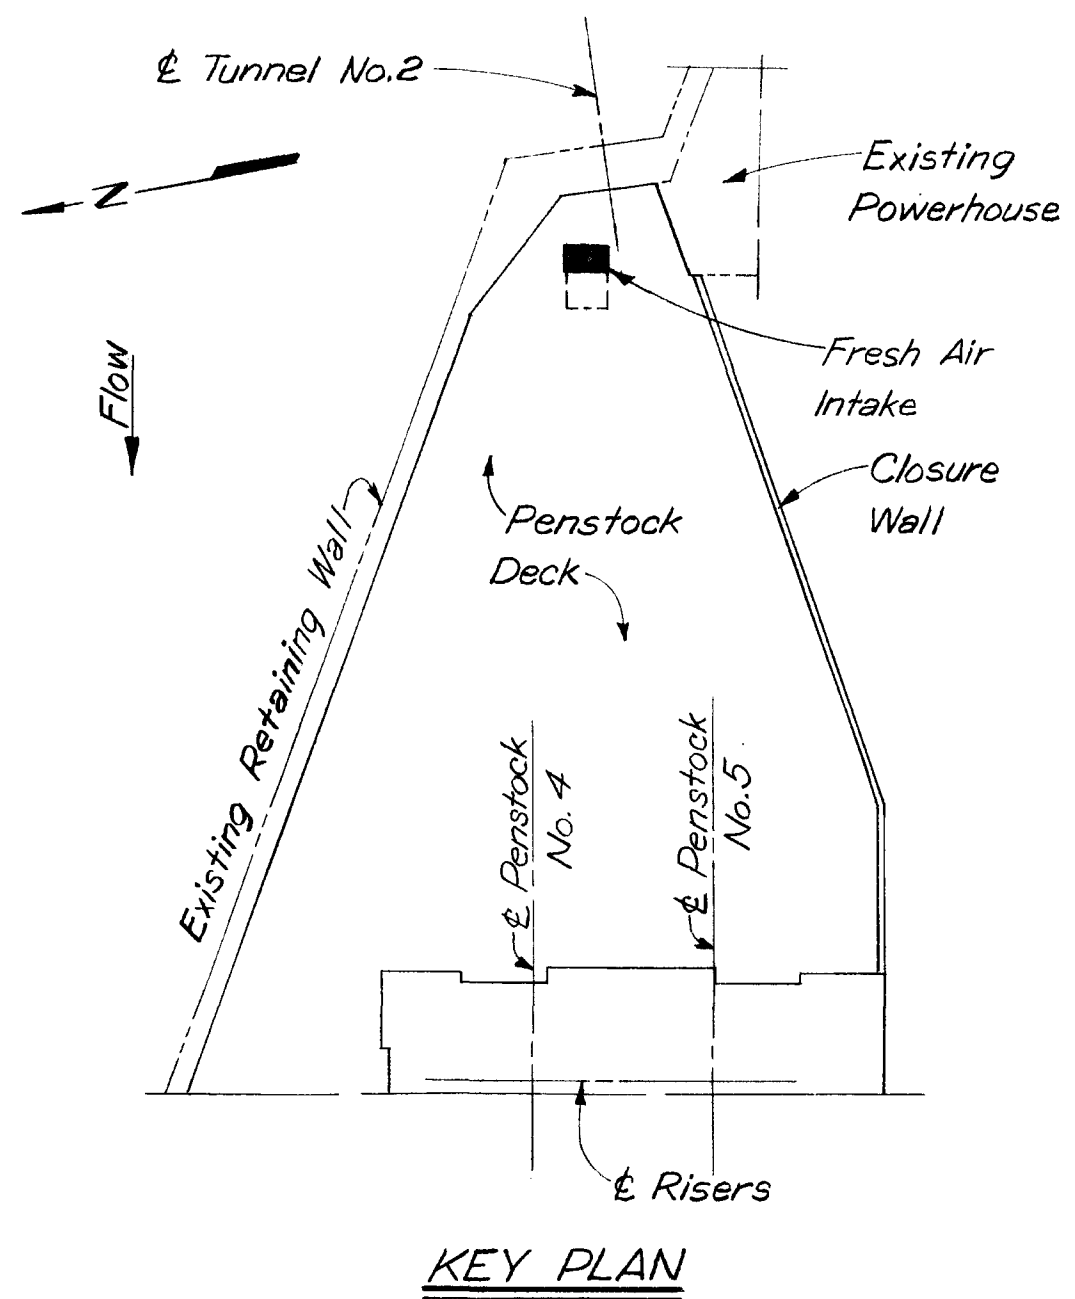 ℄ Tunnel No.2
N
Existing
Powerhouse
Flow
Fresh Air
Intake
Closure
Wall
Penstock
Deck
Existing Retaining Wall
℄ Penstock
No. 4
℄ Penstock
No.5
℄ Risers
KEY PLAN